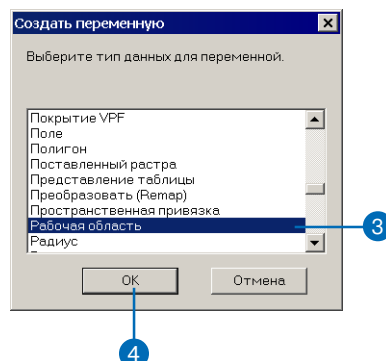 Создать переменную
Выберите тип данных для переменной.
Покрытие VPF
Поле
Полигон
Поставленный растра
Представление таблицы
Преобразовать (Remap)
Пространственная привязка
Рабочая область
Радиус
3
OK
Отмена
4